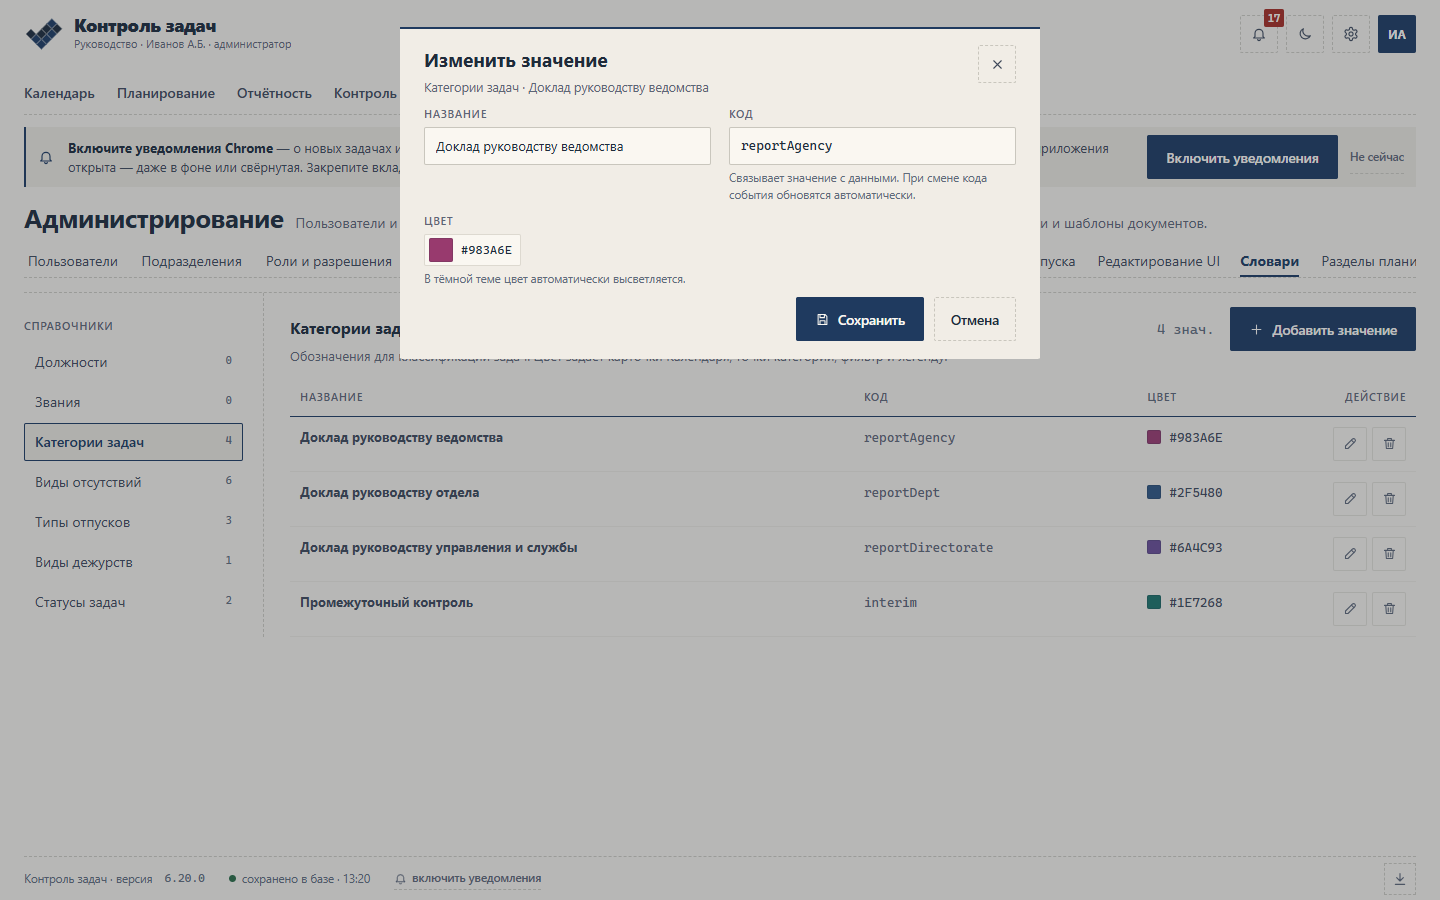 Контроль задач
Руководство · Иванов А.Б. · администратор
17
ИА
Календарь Планирование Отчётность Контроль
Включите уведомления Chrome — о новых задачах и
открыта — даже в фоне или свёрнутая. Закрепите
приложения
Включить уведомления
Не сейчас
Администрирование
Пользователи и
и шаблоны документов.
Пользователи Подразделения Роли и разрешения
Редактирование UI Словари Разделы
СПРАВОЧНИКИ
Должности 0
Звания 0
Категории задач 4
Виды отсутствий 6
Типы отпусков 3
Виды дежурств 1
Статусы задач 2
Изменить значение
Категории задач · Доклад руководству ведомства
НАЗВАНИЕ
Доклад руководству ведомства
КОД
reportAgency
Связывает значение с данными. При смене кода
события обновятся автоматически.
ЦВЕТ
#983A6E
В тёмной теме цвет автоматически высветляется.
Сохранить
Отмена
Категории
4 знач.
Добавить значение
Обозначения для
НАЗВАНИЕ КОД ЦВЕТ ДЕЙСТВИЕ
Доклад руководству ведомства reportAgency #983A6E
Доклад руководству отдела reportDept #2F5480
Доклад руководству управления и службы reportDirectorate #6A4C93
Промежуточный контроль interim #1E7268
Контроль задач · версия 6.20.0 сохранено в базе · 13:20 включить уведомления